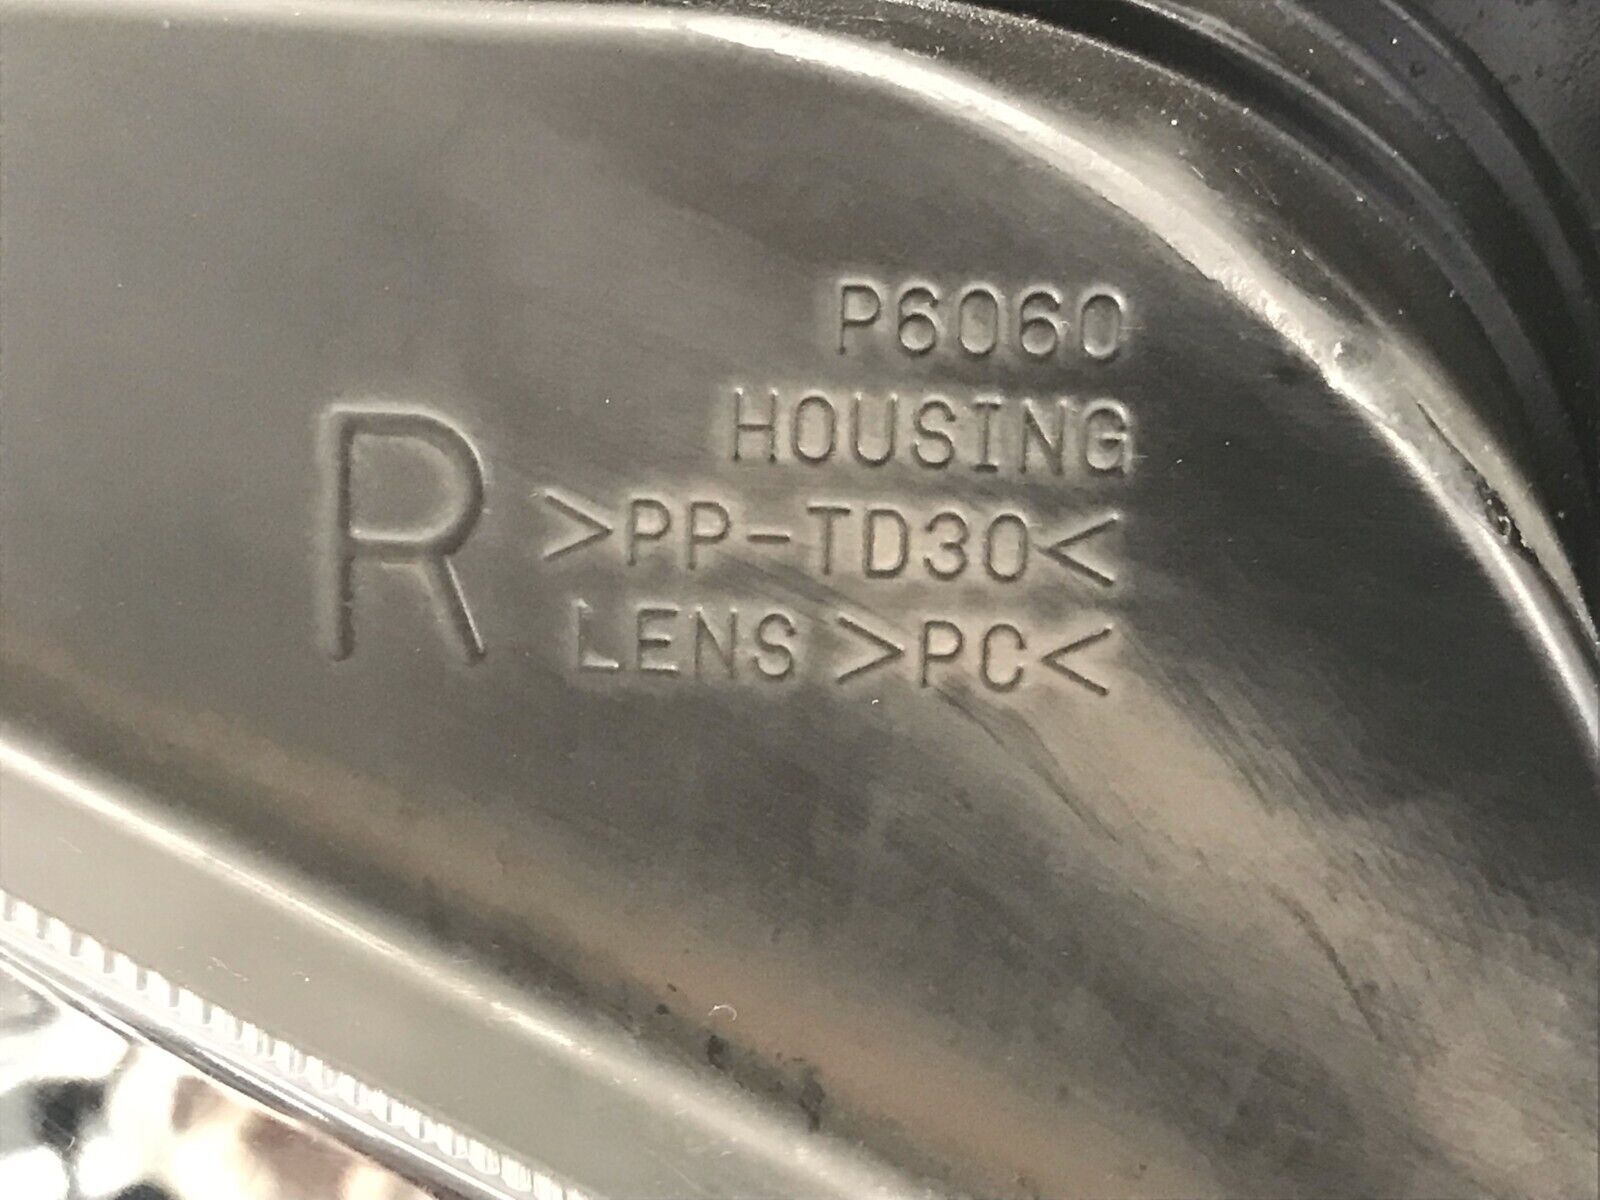 P6060
HOUSING
R >PP-TD30<
LENS >PC<